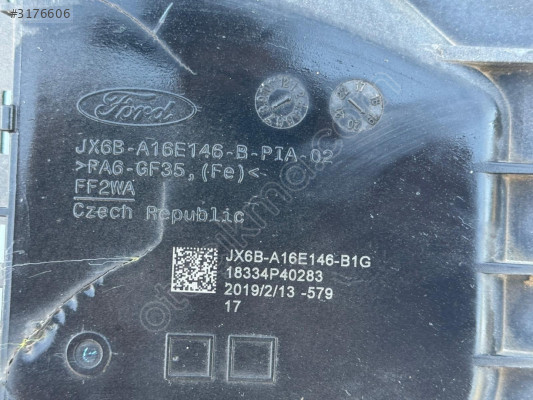 #3176606
Ford
JX6B-A16E146-B-PIA-02
>PA6-GF35,(Fe)<
FF2WA
Czech Republic
JX6B-A16E146-B1G
18334P40283
2019/2/13 -579
17